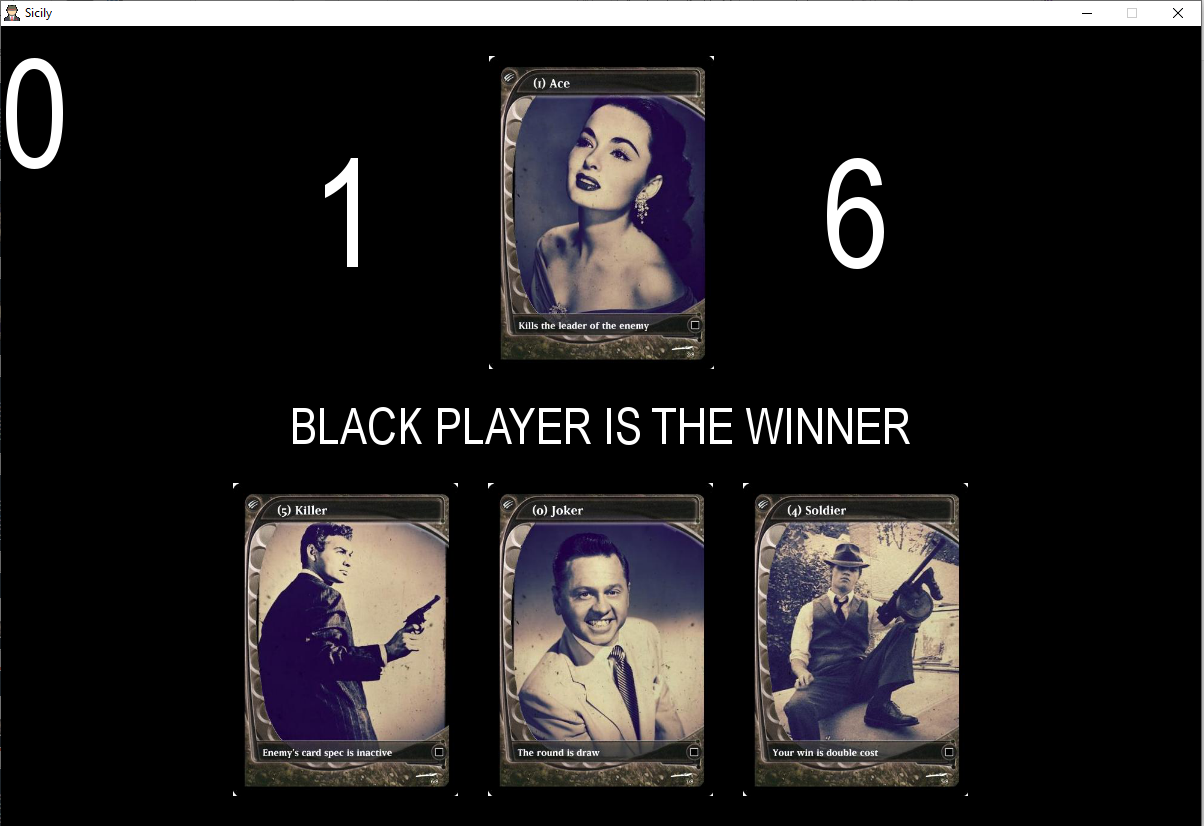 Sicily
0
(1) Ace
1
6
Kills the leader of the enemy
BLACK PLAYER IS THE WINNER
(5) Killer
(0) Joker
(4) Soldier
Enemy's card spec is inactive
The round is draw
Your win is double cost